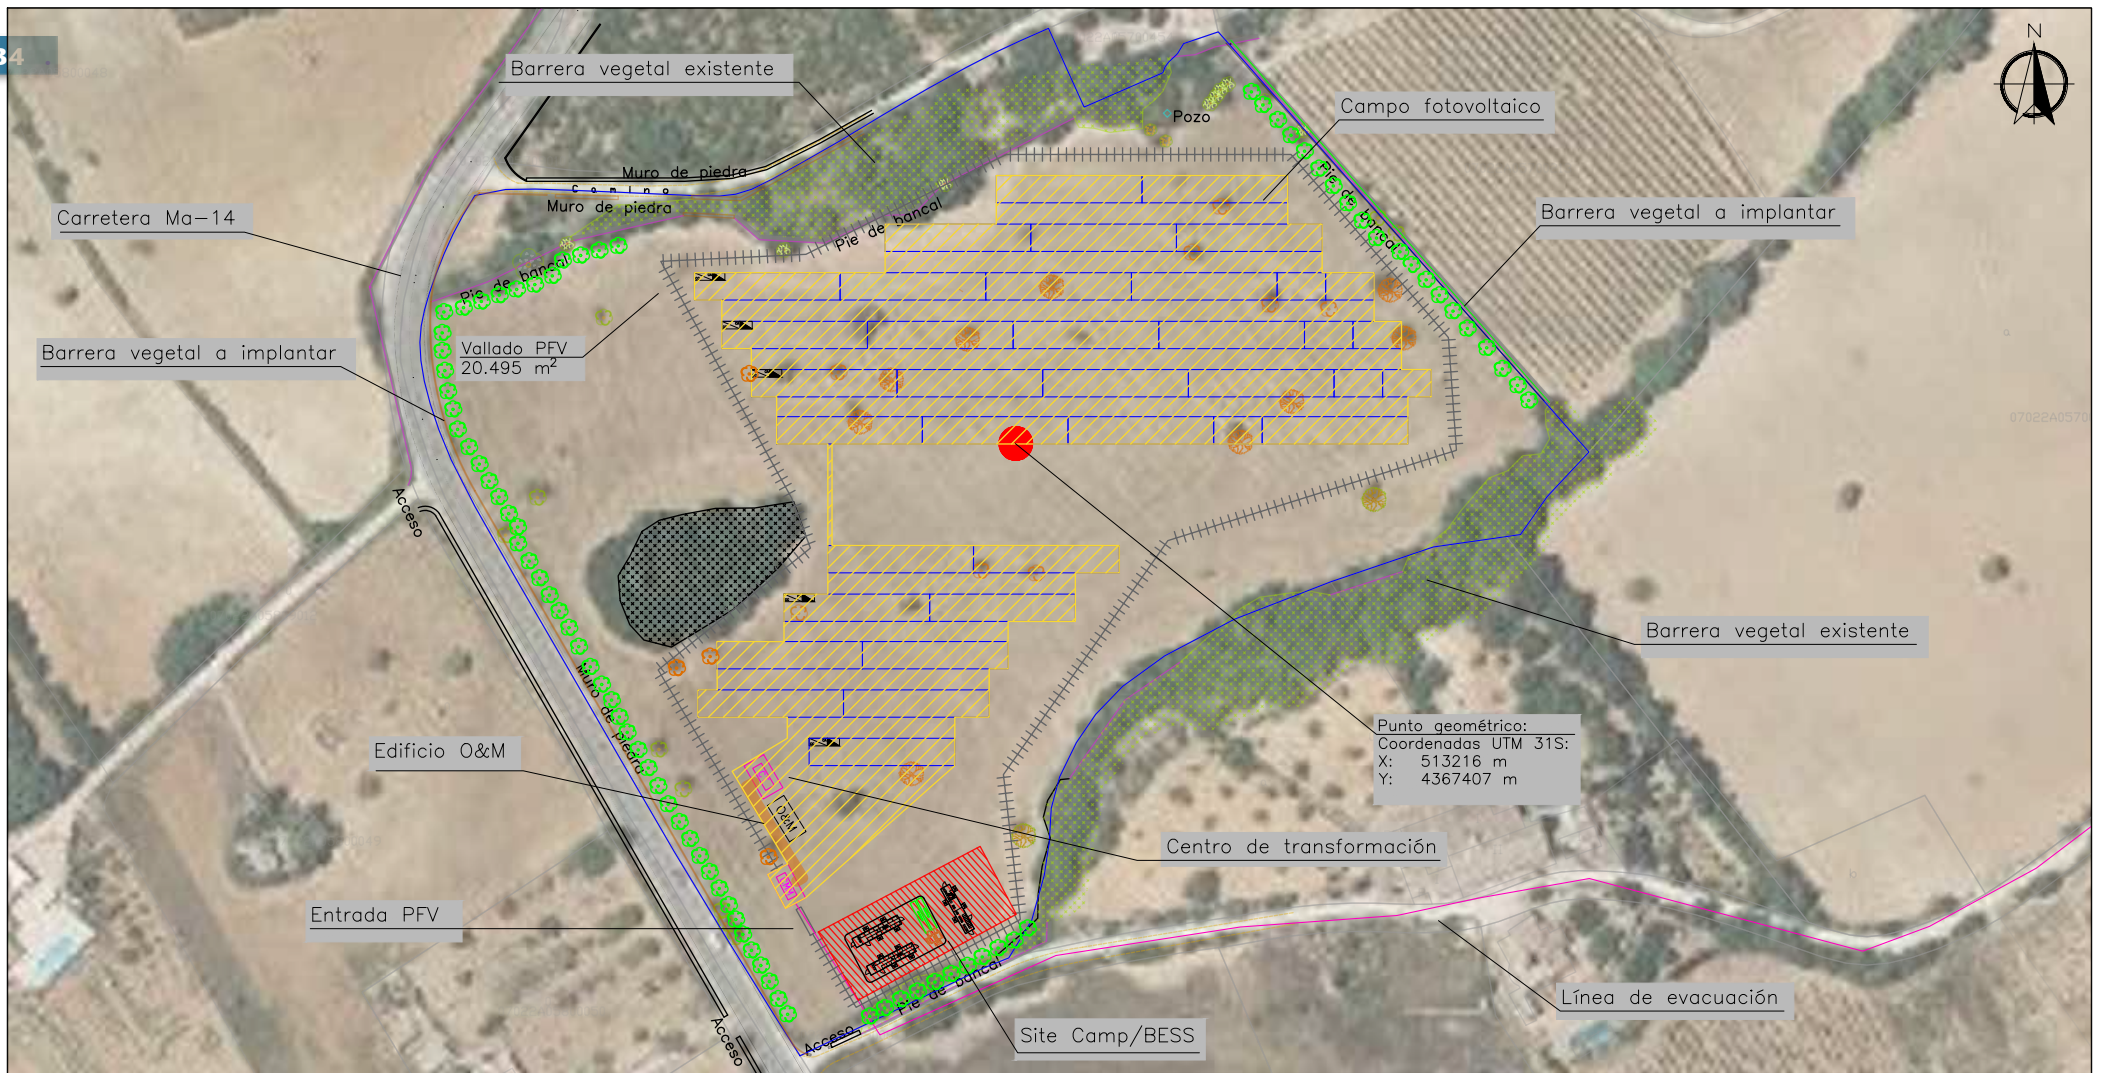 34
N
Barrera vegetal existente
Campo fotovoltaico
Pozo
Muro de piedra
Camino
Muro de piedra
Pie de bancal
Pie de bancal
Carretera Ma-14
Barrera vegetal a implantar
Pie de bancal
Barrera vegetal a implantar
Vallado PFV
20.495 m²
07022A0570
Acceso
Barrera vegetal existente
Muro de piedra
Punto geométrico:
Coordenadas UTM 31S:
X: 513216 m
Y: 4367407 m
Edificio O&M
O&M
Centro de transformación
Entrada PFV
Pie de bancal
Línea de evacuación
Acceso
Acceso
Site Camp/BESS